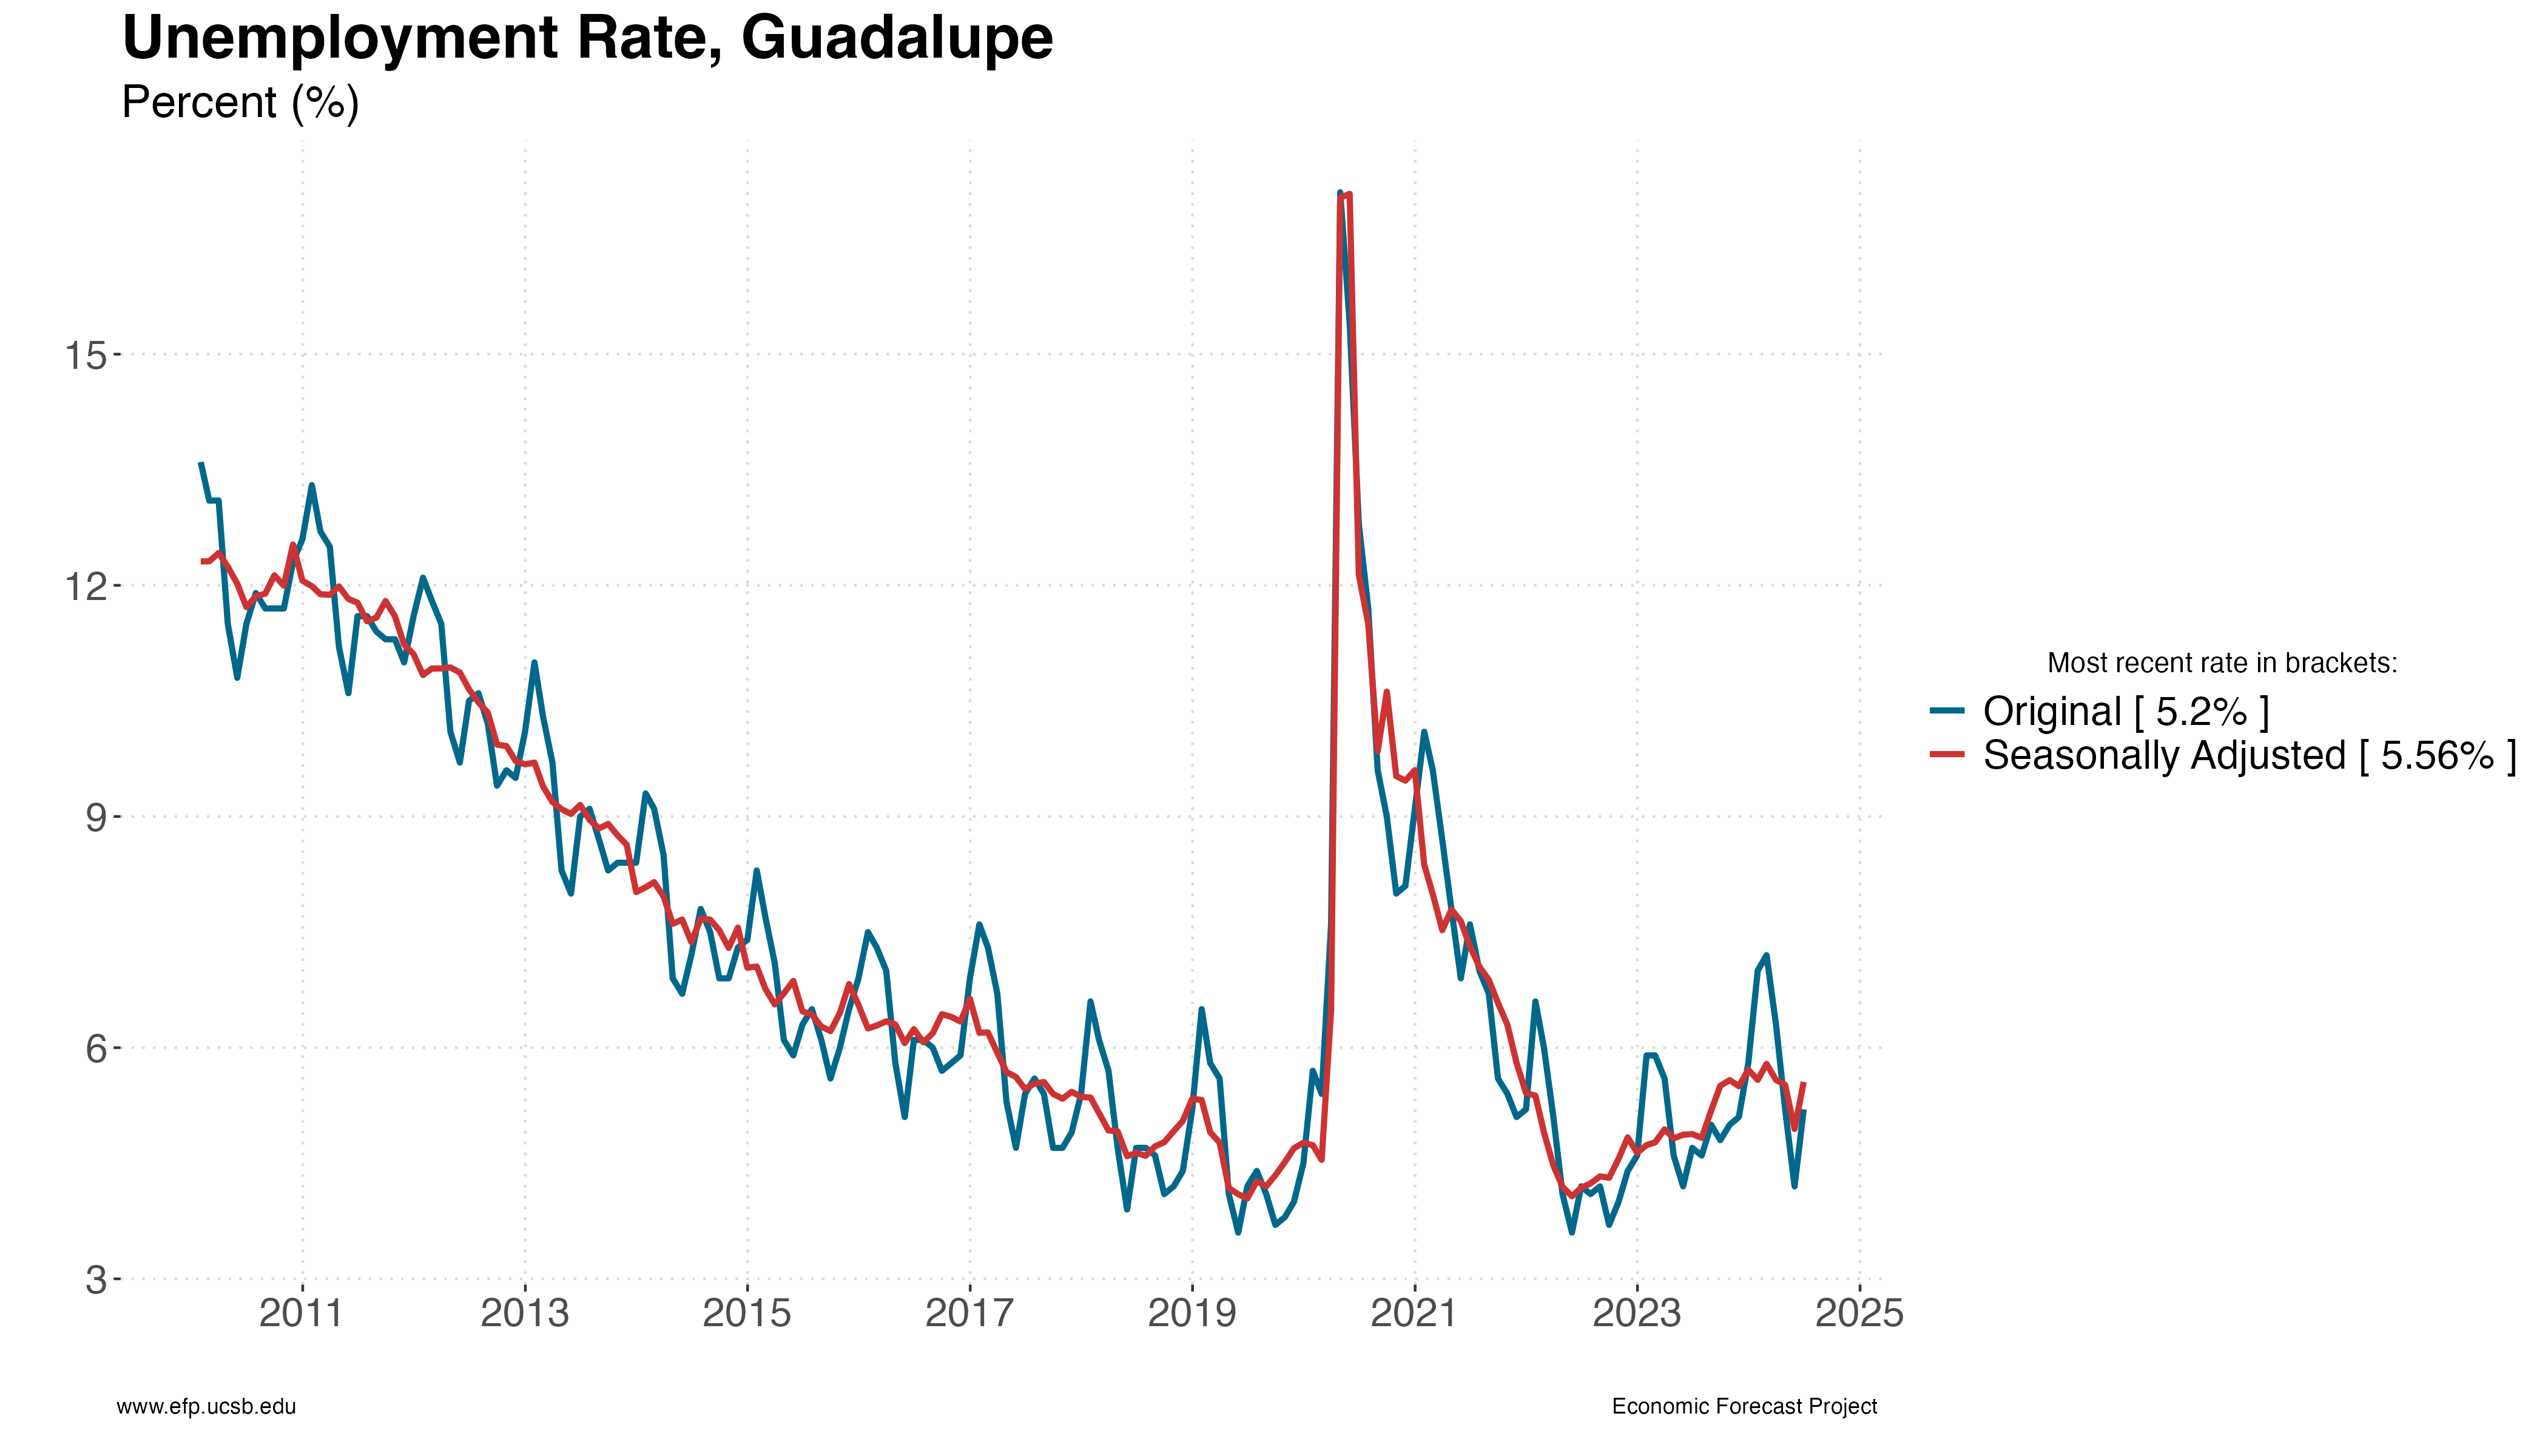 Unemployment Rate, Guadalupe
Percent (%)
15
12
9
6
3
2011 2013 2015 2017 2019 2021 2023 2025
Most recent rate in brackets:
Original [ 5.2% ]
Seasonally Adjusted [ 5.56% ]
www.efp.ucsb.edu
Economic Forecast Project